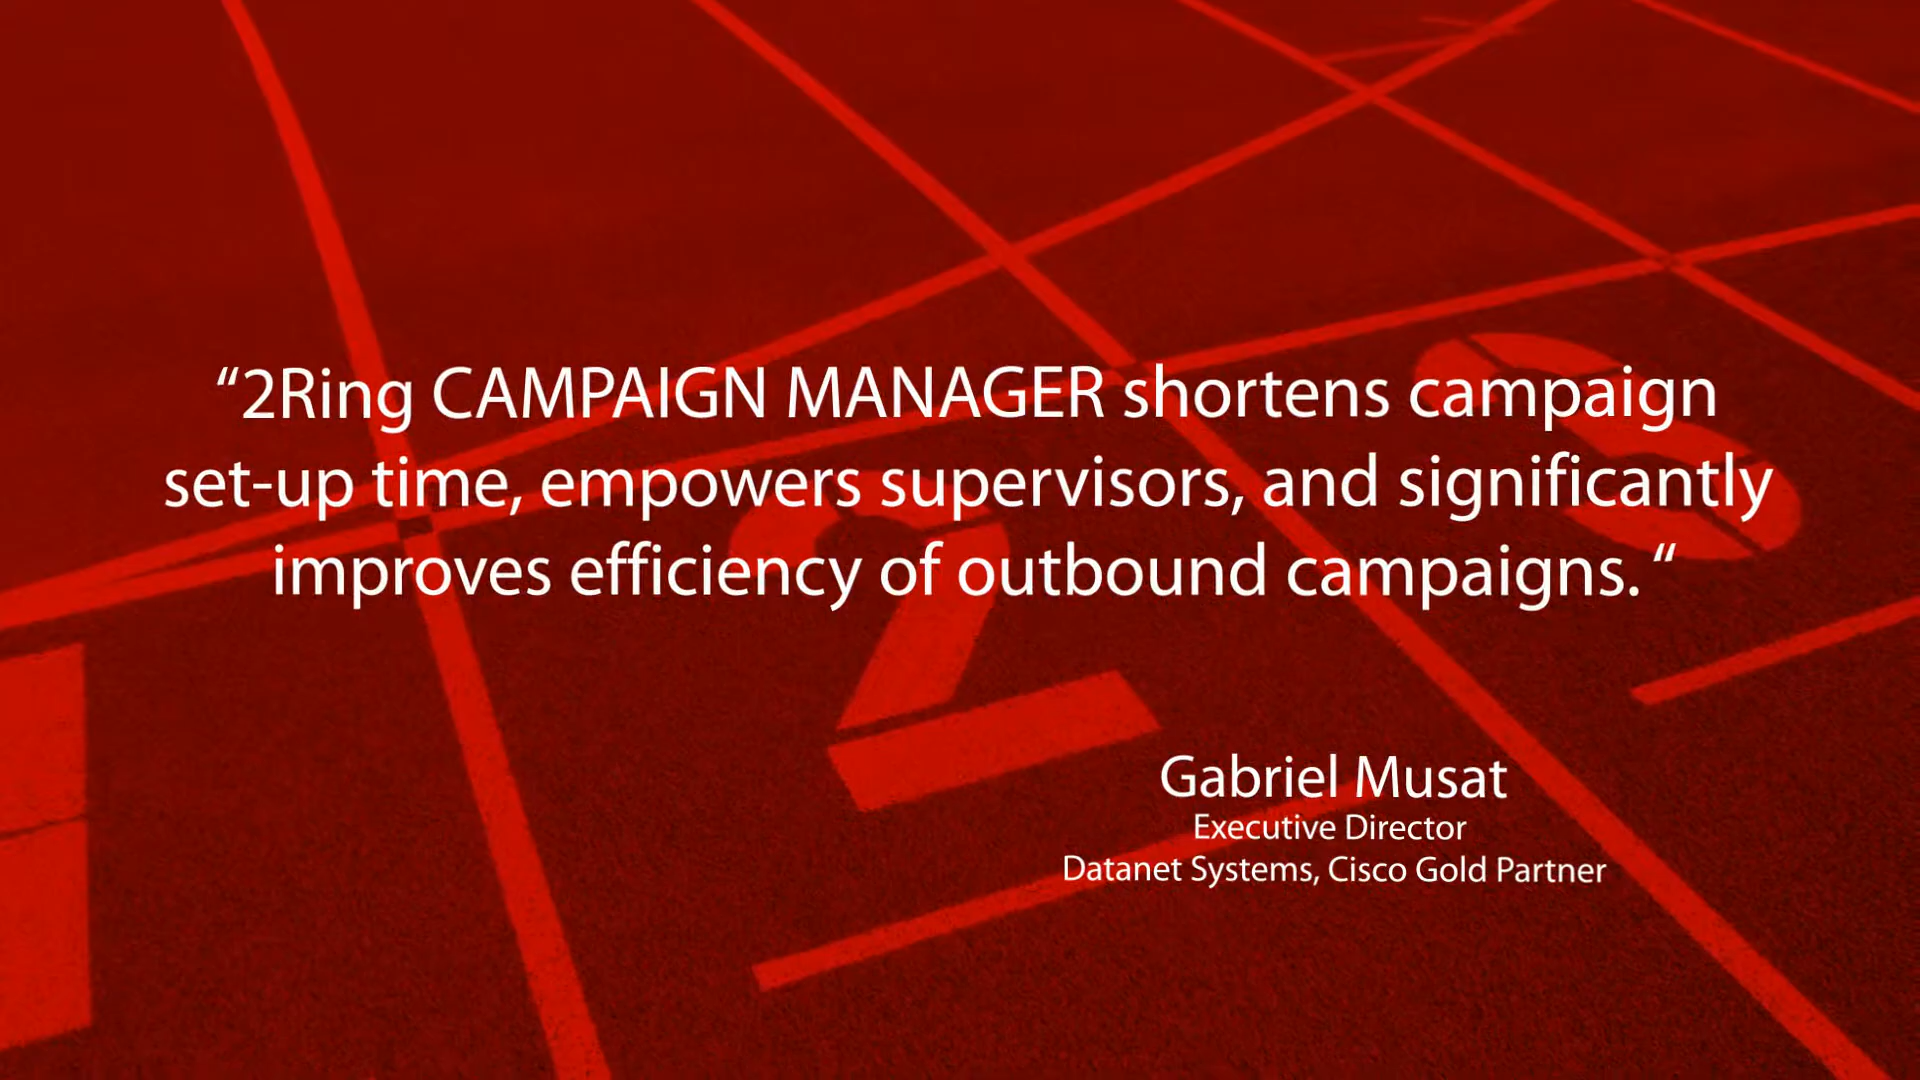 “2Ring CAMPAIGN MANAGER shortens campaign
set-up time, empowers supervisors, and significantly
improves efficiency of outbound campaigns. “
Gabriel Musat
Executive Director
Datanet Systems, Cisco Gold Partner